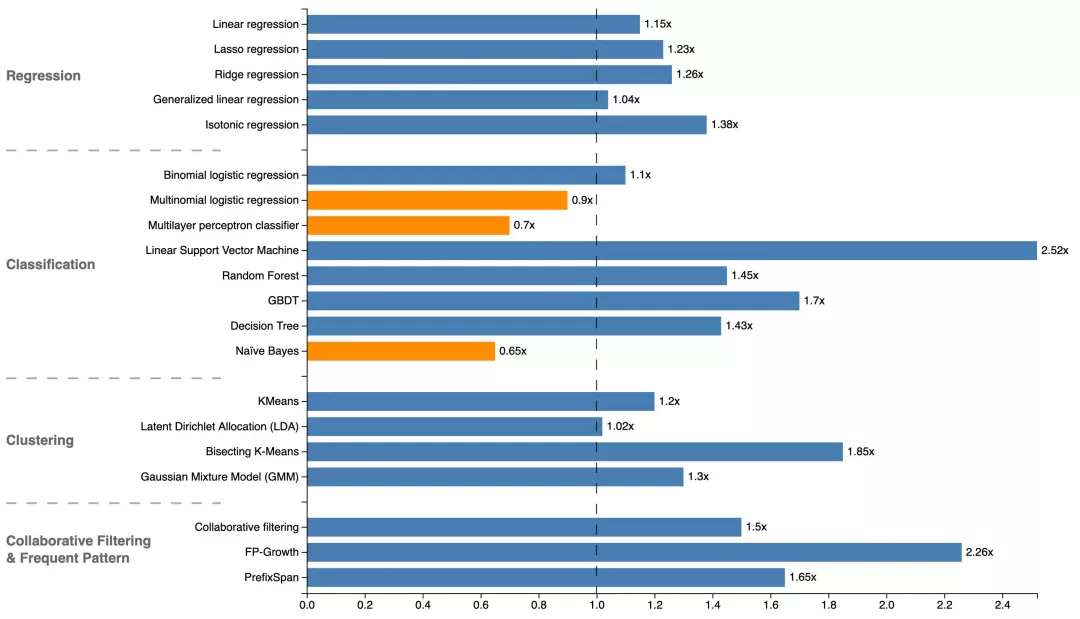 Regression
Linear regression 1.15x
Lasso regression 1.23x
Ridge regression 1.26x
Generalized linear regression 1.04x
Isotonic regression 1.38x
Classification
Binomial logistic regression 1.1x
Multinomial logistic regression 0.9x
Multilayer perceptron classifier 0.7x
Linear Support Vector Machine 2.52x
Random Forest 1.45x
GBDT 1.7x
Decision Tree 1.43x
Naïve Bayes 0.65x
Clustering
KMeans 1.2x
Latent Dirichlet Allocation (LDA) 1.02x
Bisecting K-Means 1.85x
Gaussian Mixture Model (GMM) 1.3x
Collaborative Filtering
& Frequent Pattern
Collaborative filtering 1.5x
FP-Growth 2.26x
PrefixSpan 1.65x
0.0 0.2 0.4 0.6 0.8 1.0 1.2 1.4 1.6 1.8 2.0 2.2 2.4